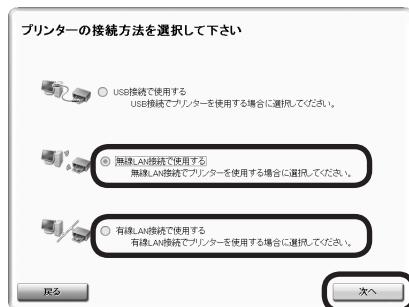 プリンターの接続方法を選択して下さい
USB接続で使用する
USB接続でプリンターを使用する場合に選択してください。
無線LAN接続で使用する
無線LAN接続でプリンターを使用する場合に選択してください。
有線LAN接続で使用する
有線LAN接続でプリンターを使用する場合に選択してください。
戻る
次へ